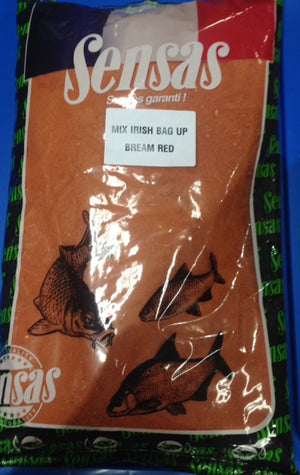 Sensas
Succès garanti !
MIX IRISH BAG UP
BREAM RED
Sensas